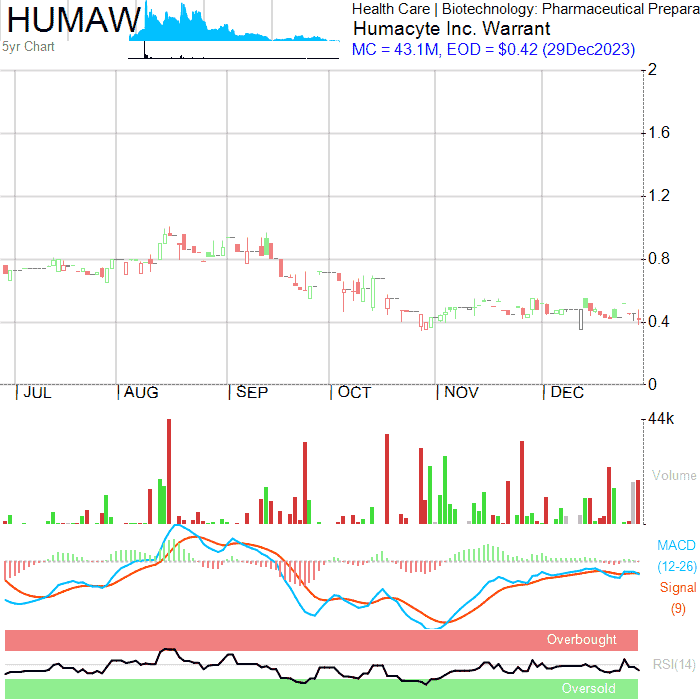 HUMAW
Health Care | Biotechnology: Pharmaceutical Prepara
Humacyte Inc. Warrant
5yr Chart
MC = 43.1M, EOD = $0.42 (29Dec2023)
2
1.6
1.2
0.8
0.4
0
JUL AUG SEP OCT NOV DEC
44k
Volume
MACD
(12-26)
Signal
(9)
Overbought
RSI(14)
Oversold